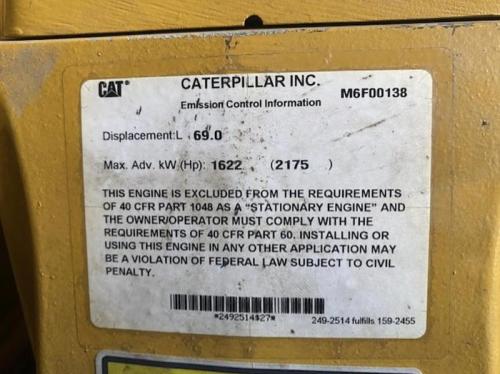 CAT®
CATERPILLAR INC.
M6F00138
Emission Control Information
Displacement:L 69.0
Max. Adv. kW (Hp): 1622 (2175 )
THIS ENGINE IS EXCLUDED FROM THE REQUIREMENTS
OF 40 CFR PART 1048 AS A "STATIONARY ENGINE" AND
THE OWNER/OPERATOR MUST COMPLY WITH THE
REQUIREMENTS OF 40 CFR PART 60. INSTALLING OR
USING THIS ENGINE IN ANY OTHER APPLICATION MAY
BE A VIOLATION OF FEDERAL LAW SUBJECT TO CIVIL
PENALTY.
*2492514$27*
249-2514 fulfills 159-2455